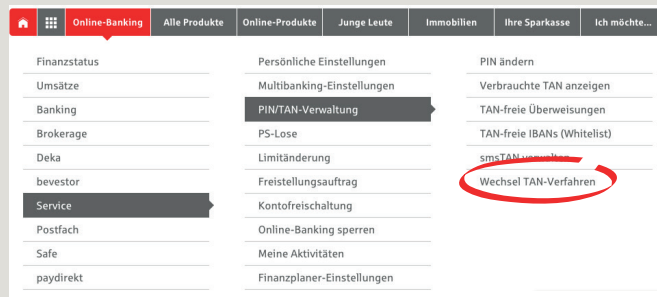 Online-Banking Alle Produkte Online-Produkte Junge Leute Immobilien Ihre Sparkasse Ich möchte...
Finanzstatus
Umsätze
Banking
Brokerage
Deka
bevestor
Service
Postfach
Safe
paydirekt
Persönliche Einstellungen
Multibanking-Einstellungen
PIN/TAN-Verwaltung
PS-Lose
Limitänderung
Freistellungsauftrag
Kontofreischaltung
Online-Banking sperren
Meine Aktivitäten
Finanzplaner-Einstellungen
PIN ändern
Verbrauchte TAN anzeigen
TAN-freie Überweisungen
TAN-freie IBANs (Whitelist)
smsTAN verwalten
Wechsel TAN-Verfahren